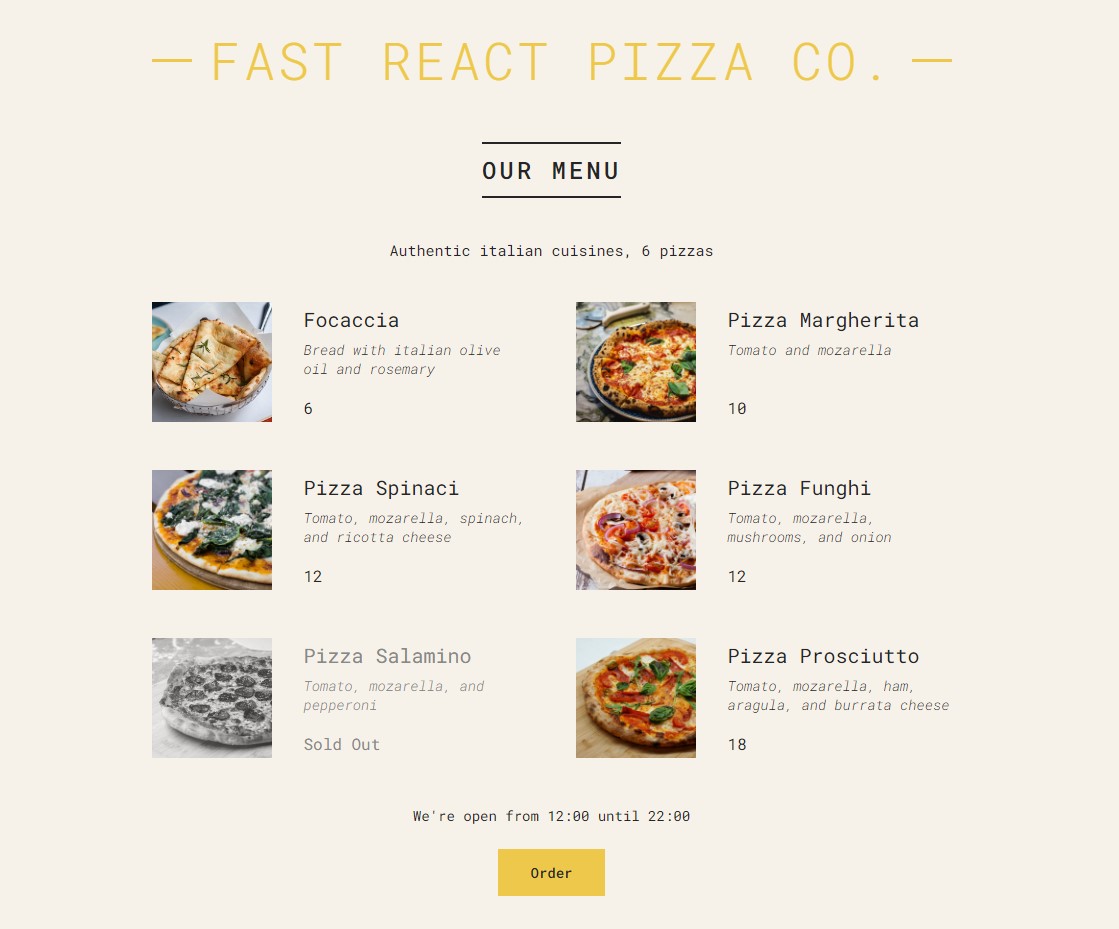 FAST REACT PIZZA CO.
OUR MENU
Authentic italian cuisines, 6 pizzas
Focaccia
Bread with italian olive
oil and rosemary
6
Pizza Margherita
Tomato and mozarella
10
Pizza Spinaci
Tomato, mozarella, spinach,
and ricotta cheese
12
Pizza Funghi
Tomato, mozarella,
mushrooms, and onion
12
Pizza Salamino
Tomato, mozarella, and
pepperoni
Sold Out
Pizza Prosciutto
Tomato, mozarella, ham,
aragula, and burrata cheese
18
We're open from 12:00 until 22:00
Order